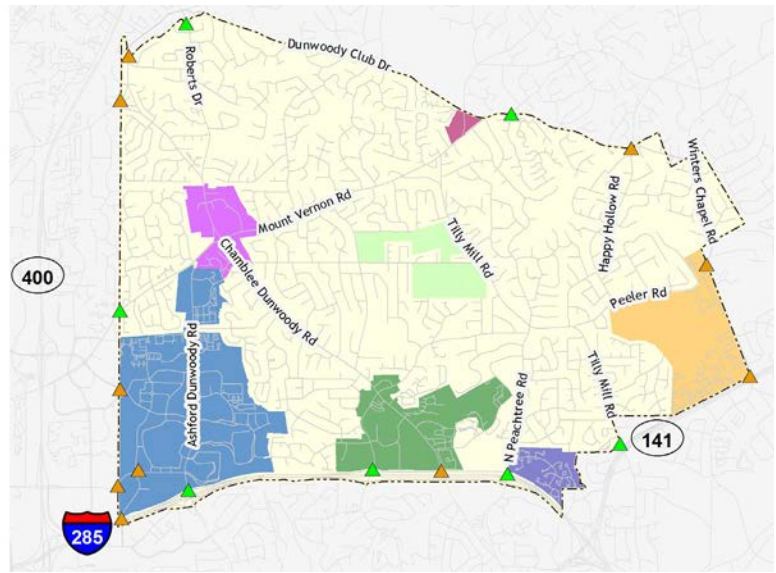 Dunwoody Club Dr
Roberts Dr
Winters Chapel Rd
Mount Vernon Rd
Happy Hollow Rd
Tilly Mill Rd
Chamblee Dunwoody Rd
400
Peeler Rd
Ashford Dunwoody Rd
Tilly Mill Rd
N Peachtree Rd
141
285